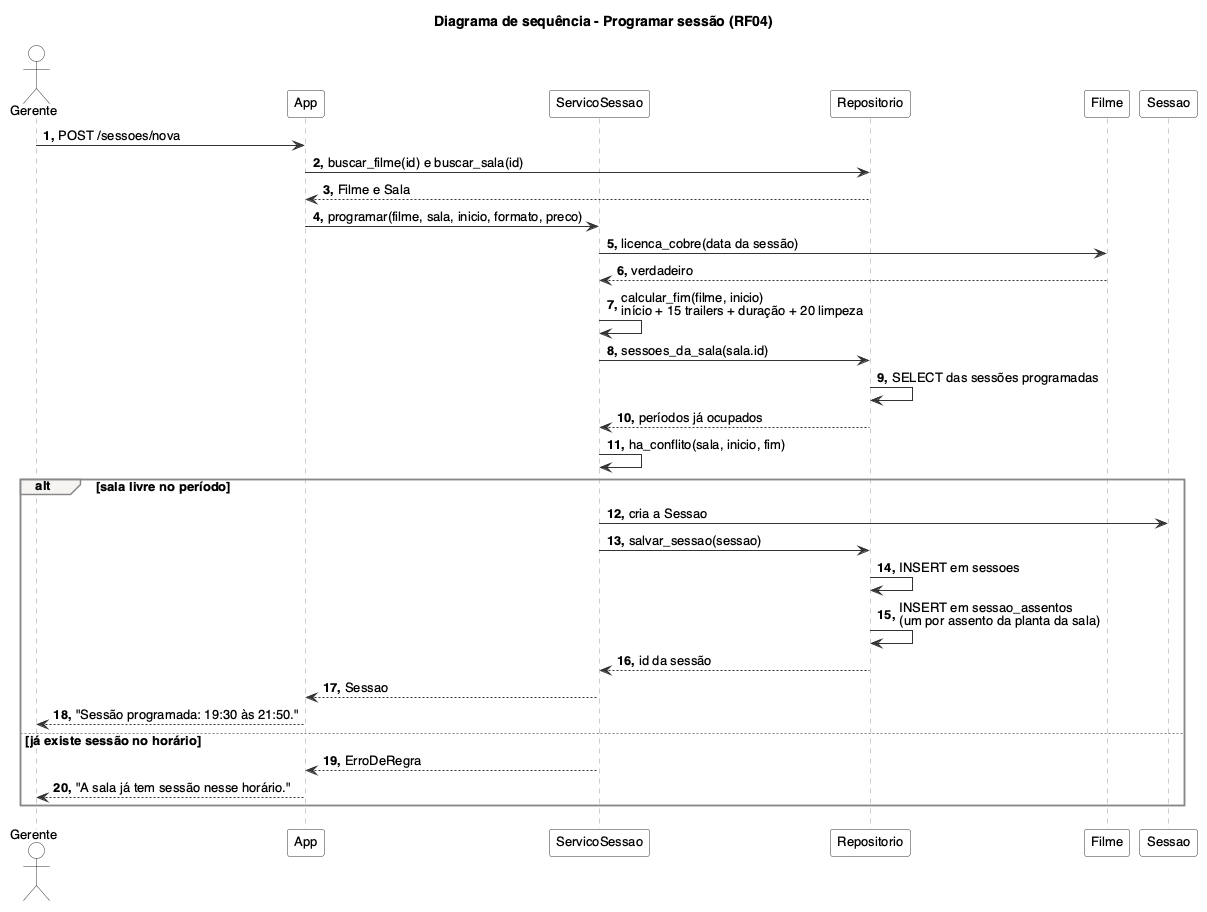 Diagrama de sequência - Programar sessão (RF04)
Gerente
App
ServicoSessao
Repositorio
Filme
Sessao
1, POST /sessoes/nova
2, buscar_filme(id) e buscar_sala(id)
3, Filme e Sala
4, programar(filme, sala, inicio, formato, preco)
5, licenca_cobre(data da sessão)
6, verdadeiro
7, calcular_fim(filme, inicio)
início + 15 trailers + duração + 20 limpeza
8, sessoes_da_sala(sala.id)
9, SELECT das sessões programadas
10, períodos já ocupados
11, ha_conflito(sala, inicio, fim)
alt [sala livre no período]
12, cria a Sessao
13, salvar_sessao(sessao)
14, INSERT em sessoes
15, INSERT em sessao_assentos
(um por assento da planta da sala)
16, id da sessão
17, Sessao
18, "Sessão programada: 19:30 às 21:50."
[já existe sessão no horário]
19, ErroDeRegra
20, "A sala já tem sessão nesse horário."
Gerente
App
ServicoSessao
Repositorio
Filme
Sessao